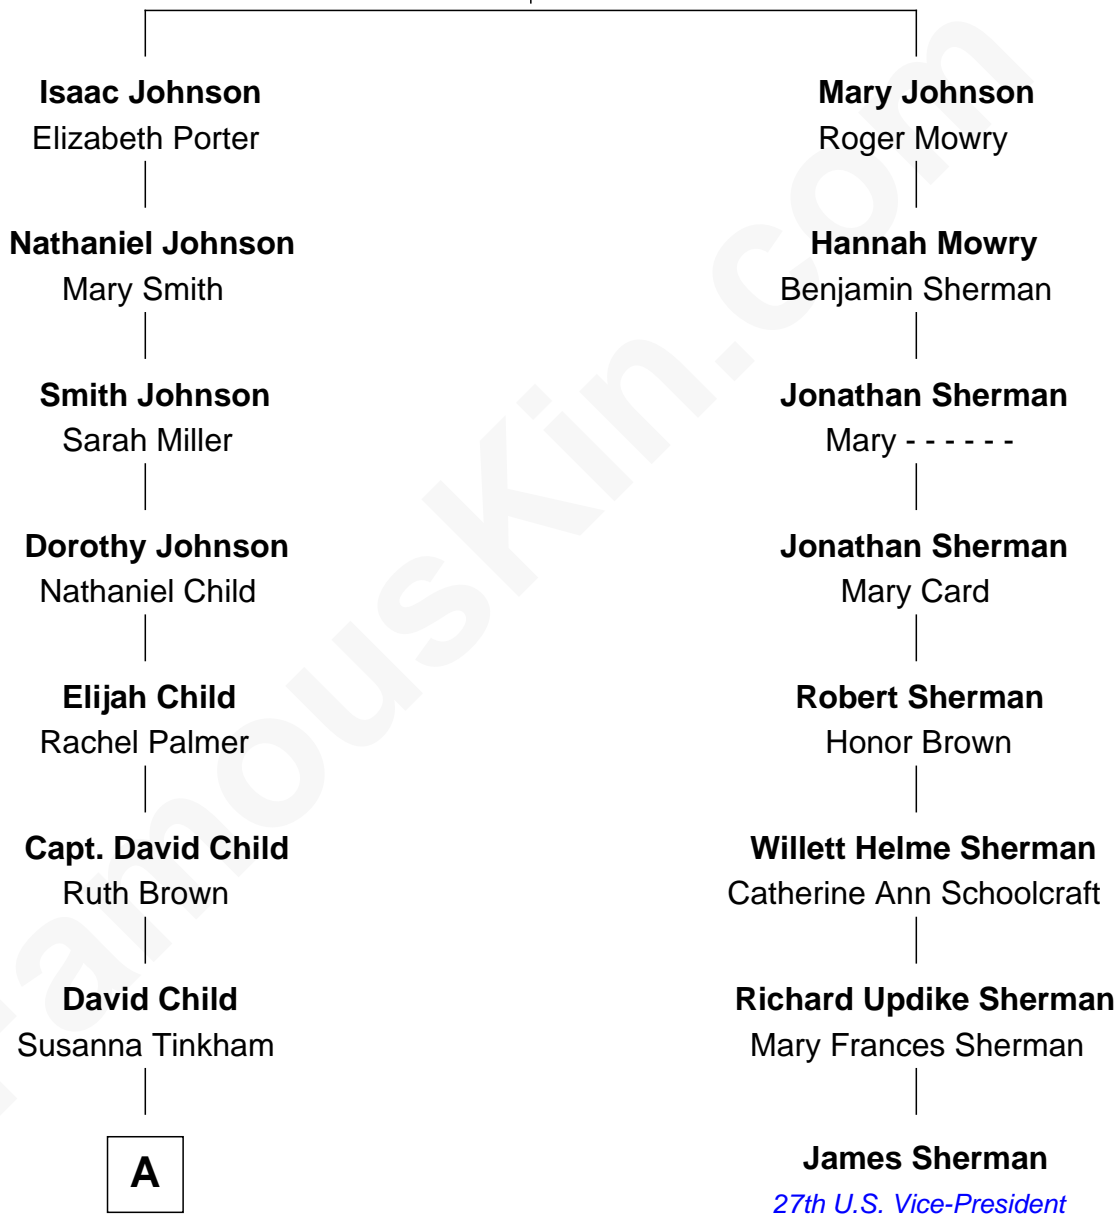 Isaac Johnson
Elizabeth Porter
Nathaniel Johnson
Mary Smith
Smith Johnson
Sarah Miller
Dorothy Johnson
Nathaniel Child
Elijah Child
Rachel Palmer
Capt. David Child
Ruth Brown
David Child
Susanna Tinkham
A
Mary Johnson
Roger Mowry
Hannah Mowry
Benjamin Sherman
Jonathan Sherman
Mary - - - - - -
Jonathan Sherman
Mary Card
Robert Sherman
Honor Brown
Willett Helme Sherman
Catherine Ann Schoolcraft
Richard Updike Sherman
Mary Frances Sherman
James Sherman
27th U.S. Vice-President
FamousKin.com